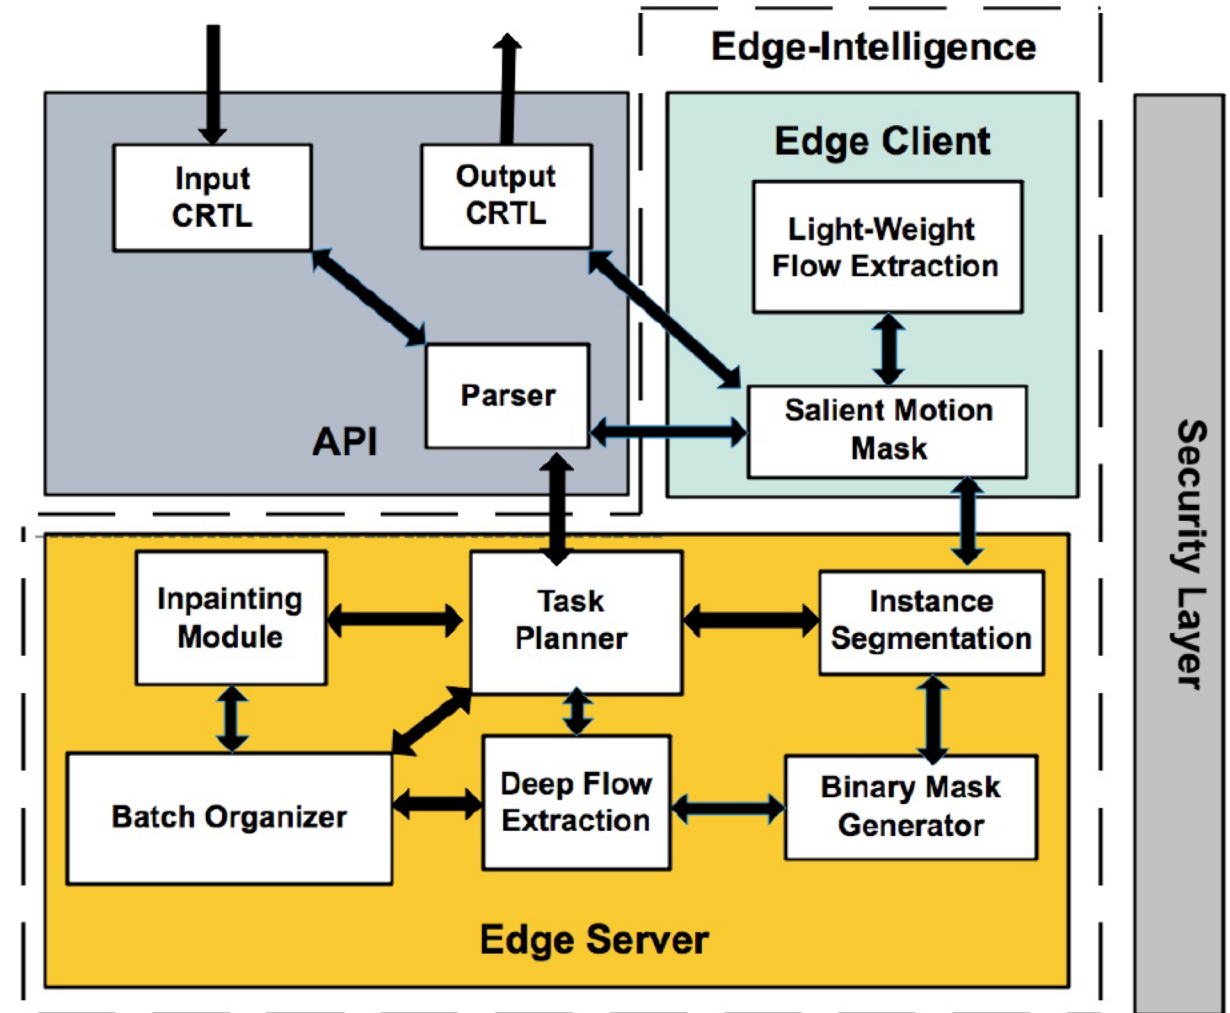 Edge-Intelligence
Input
CRTL
Output
CRTL
Parser
API
Edge Client
Light-Weight
Flow Extraction
Salient Motion
Mask
Inpainting
Module
Task
Planner
Instance
Segmentation
Batch Organizer
Deep Flow
Extraction
Binary Mask
Generator
Edge Server
Security Layer